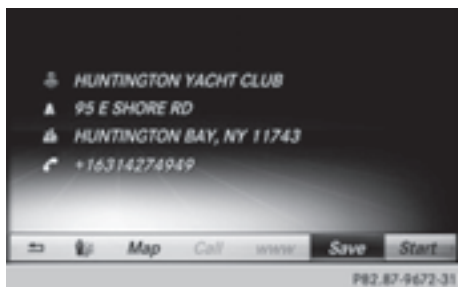 HUNTINGTON YACHT CLUB
95 E SHORE RD
HUNTINGTON BAY, NY 11743
+16314274949
Map Call www Save Start
P82.87-9672-31